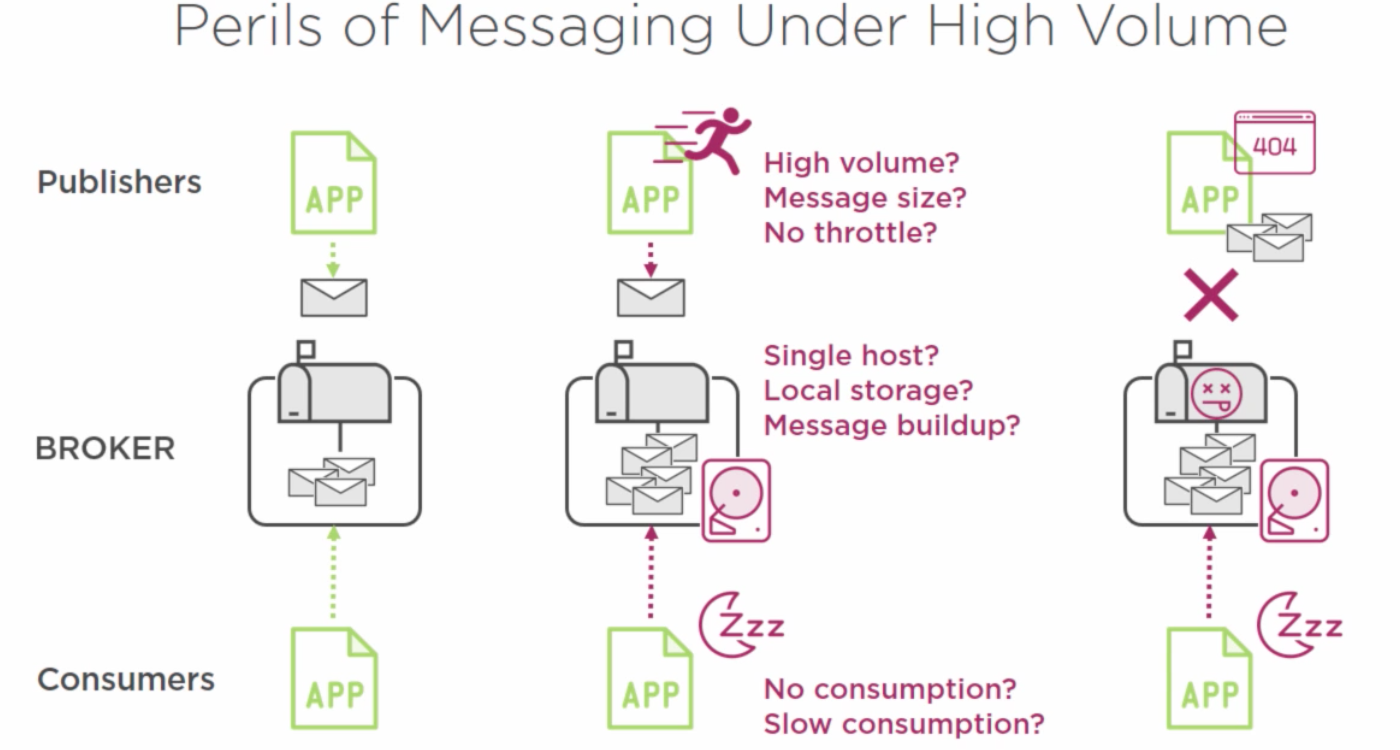 Perils of Messaging Under High Volume
Publishers
APP
APP
High volume?
Message size?
No throttle?
APP
404
BROKER
Single host?
Local storage?
Message buildup?
Consumers
APP
APP
Zzz
No consumption?
Slow consumption?
APP
Zzz